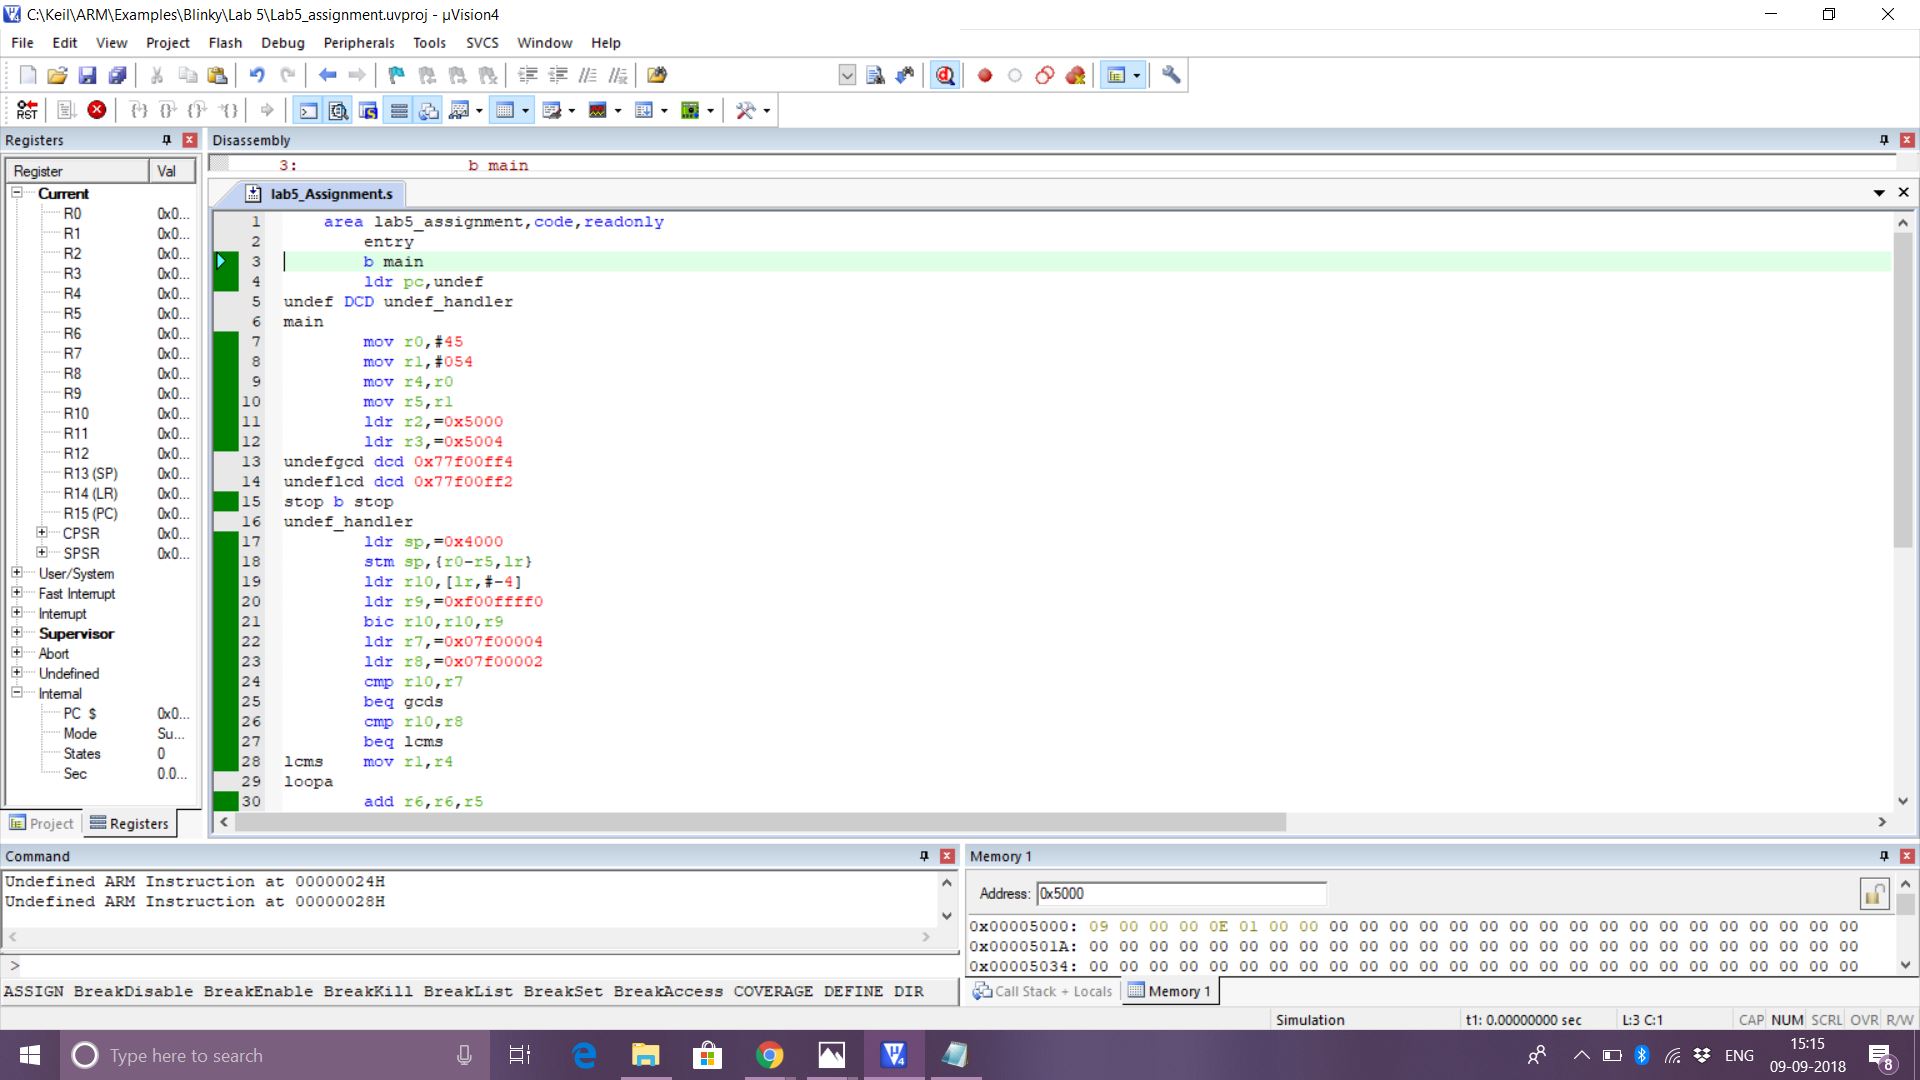 C:\Keil\ARM\Examples\Blinky\Lab 5\Lab5_assignment.uvproj - µVision4
File Edit View Project Flash Debug Peripherals Tools SVCS Window Help
RST
Registers
Register Val
Current
R0 0x0...
R1 0x0...
R2 0x0...
R3 0x0...
R4 0x0...
R5 0x0...
R6 0x0...
R7 0x0...
R8 0x0...
R9 0x0...
R10 0x0...
R11 0x0...
R12 0x0...
R13 (SP) 0x0...
R14 (LR) 0x0...
R15 (PC) 0x0...
CPSR 0x0...
SPSR 0x0...
User/System
Fast Interrupt
Interrupt
Supervisor
Abort
Undefined
Internal
PC $ 0x0...
Mode Su...
States 0
Sec 0.0...
Project Registers
Disassembly
3: b main
lab5_Assignment.s
1 area lab5_assignment,code,readonly
2 entry
3 b main
4 ldr pc,undef
5 undef DCD undef_handler
6 main
7 mov r0,#45
8 mov r1,#054
9 mov r4,r0
10 mov r5,r1
11 ldr r2,=0x5000
12 ldr r3,=0x5004
13 undefgcd dcd 0x77f00ff4
14 undeflcd dcd 0x77f00ff2
15 stop b stop
16 undef_handler
17 ldr sp,=0x4000
18 stm sp,{r0-r5,lr}
19 ldr r10,[lr,#-4]
20 ldr r9,=0xf00ffff0
21 bic r10,r10,r9
22 ldr r7,=0x07f00004
23 ldr r8,=0x07f00002
24 cmp r10,r7
25 beq gcds
26 cmp r10,r8
27 beq lcms
28 lcms mov r1,r4
29 loopa
30 add r6,r6,r5
Command
Undefined ARM Instruction at 00000024H
Undefined ARM Instruction at 00000028H
>
ASSIGN BreakDisable BreakEnable BreakKill BreakList BreakSet BreakAccess COVERAGE DEFINE DIR
Memory 1
Address: 0x5000
0x00005000: 09 00 00 00 0E 01 00 00 00 00 00 00 00 00 00 00 00 00 00 00 00 00 00 00 00 00
0x0000501A: 00 00 00 00 00 00 00 00 00 00 00 00 00 00 00 00 00 00 00 00 00 00 00 00 00 00
0x00005034: 00 00 00 00 00 00 00 00 00 00 00 00 00 00 00 00 00 00 00 00 00 00 00 00 00 00
Call Stack + Locals Memory 1
Simulation t1: 0.00000000 sec L:3 C:1 CAP NUM SCRL OVR R/W
Type here to search
ENG
15:15
09-09-2018
8